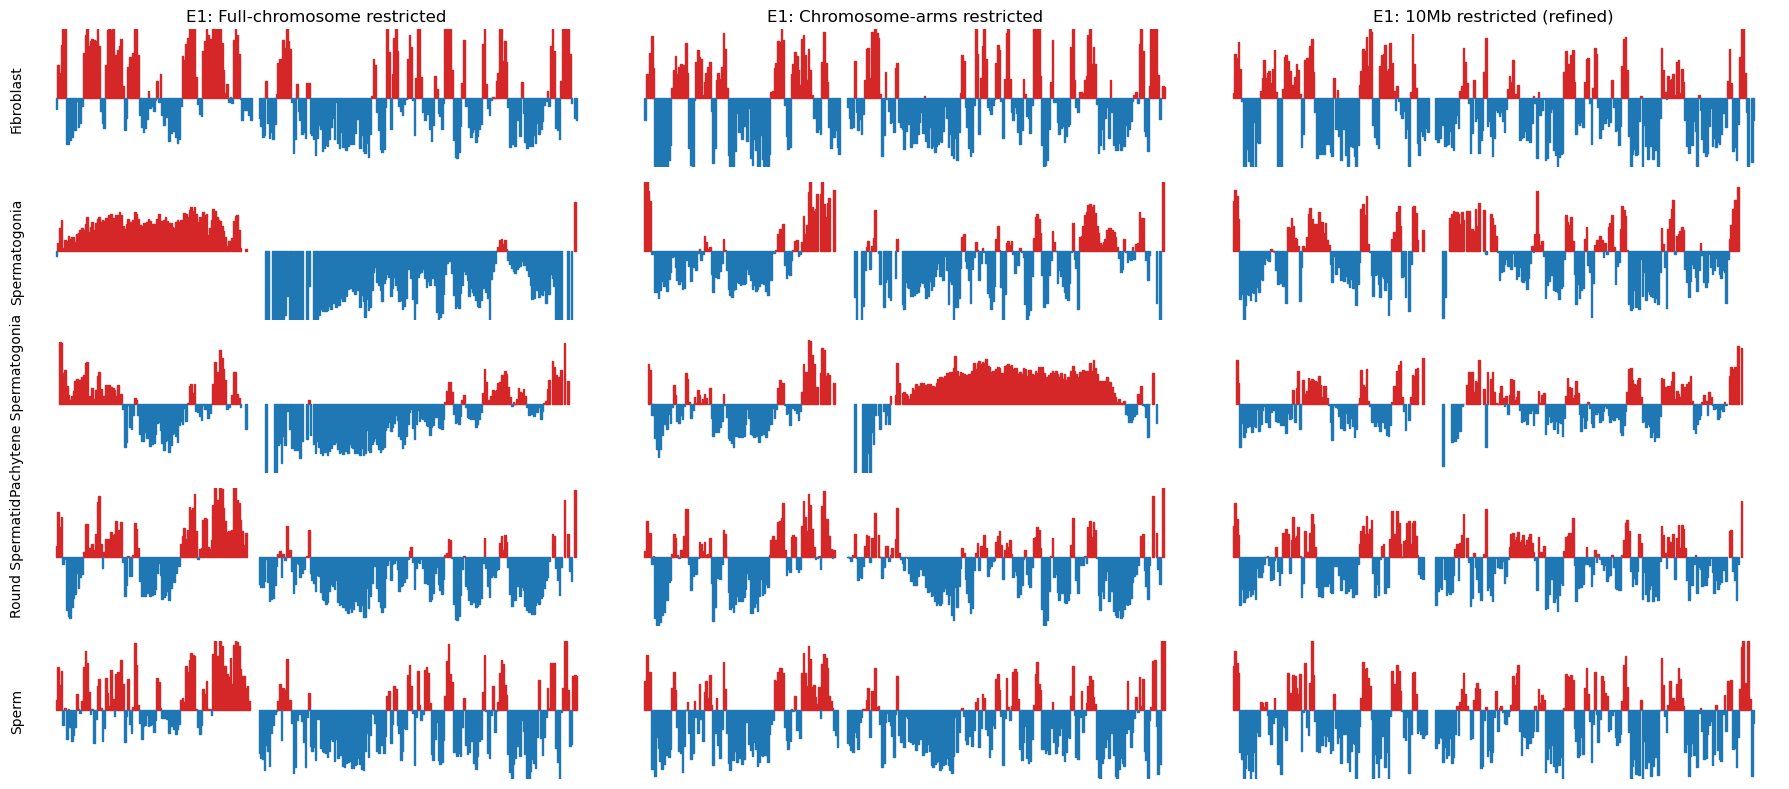 E1: Full-chromosome restricted
E1: Chromosome-arms restricted
E1: 10Mb restricted (refined)
Fibroblast
Spermatogonia
Pachytene Spermatogonia
Round Spermatid
Sperm